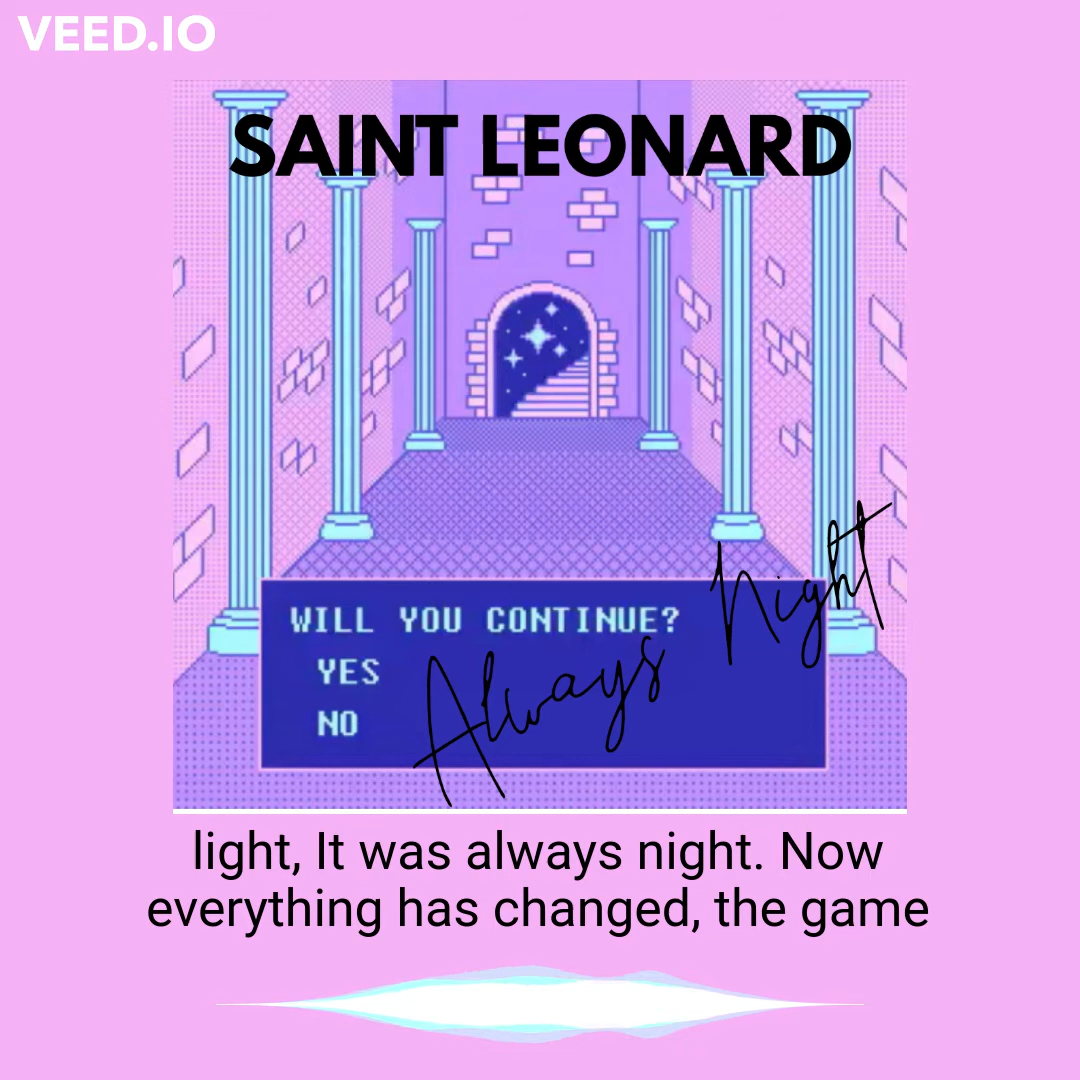 VEED.IO
SAINT LEONARD
WILL YOU CONTINUE?
YES
NO
Always Night
light, It was always night. Now
everything has changed, the game